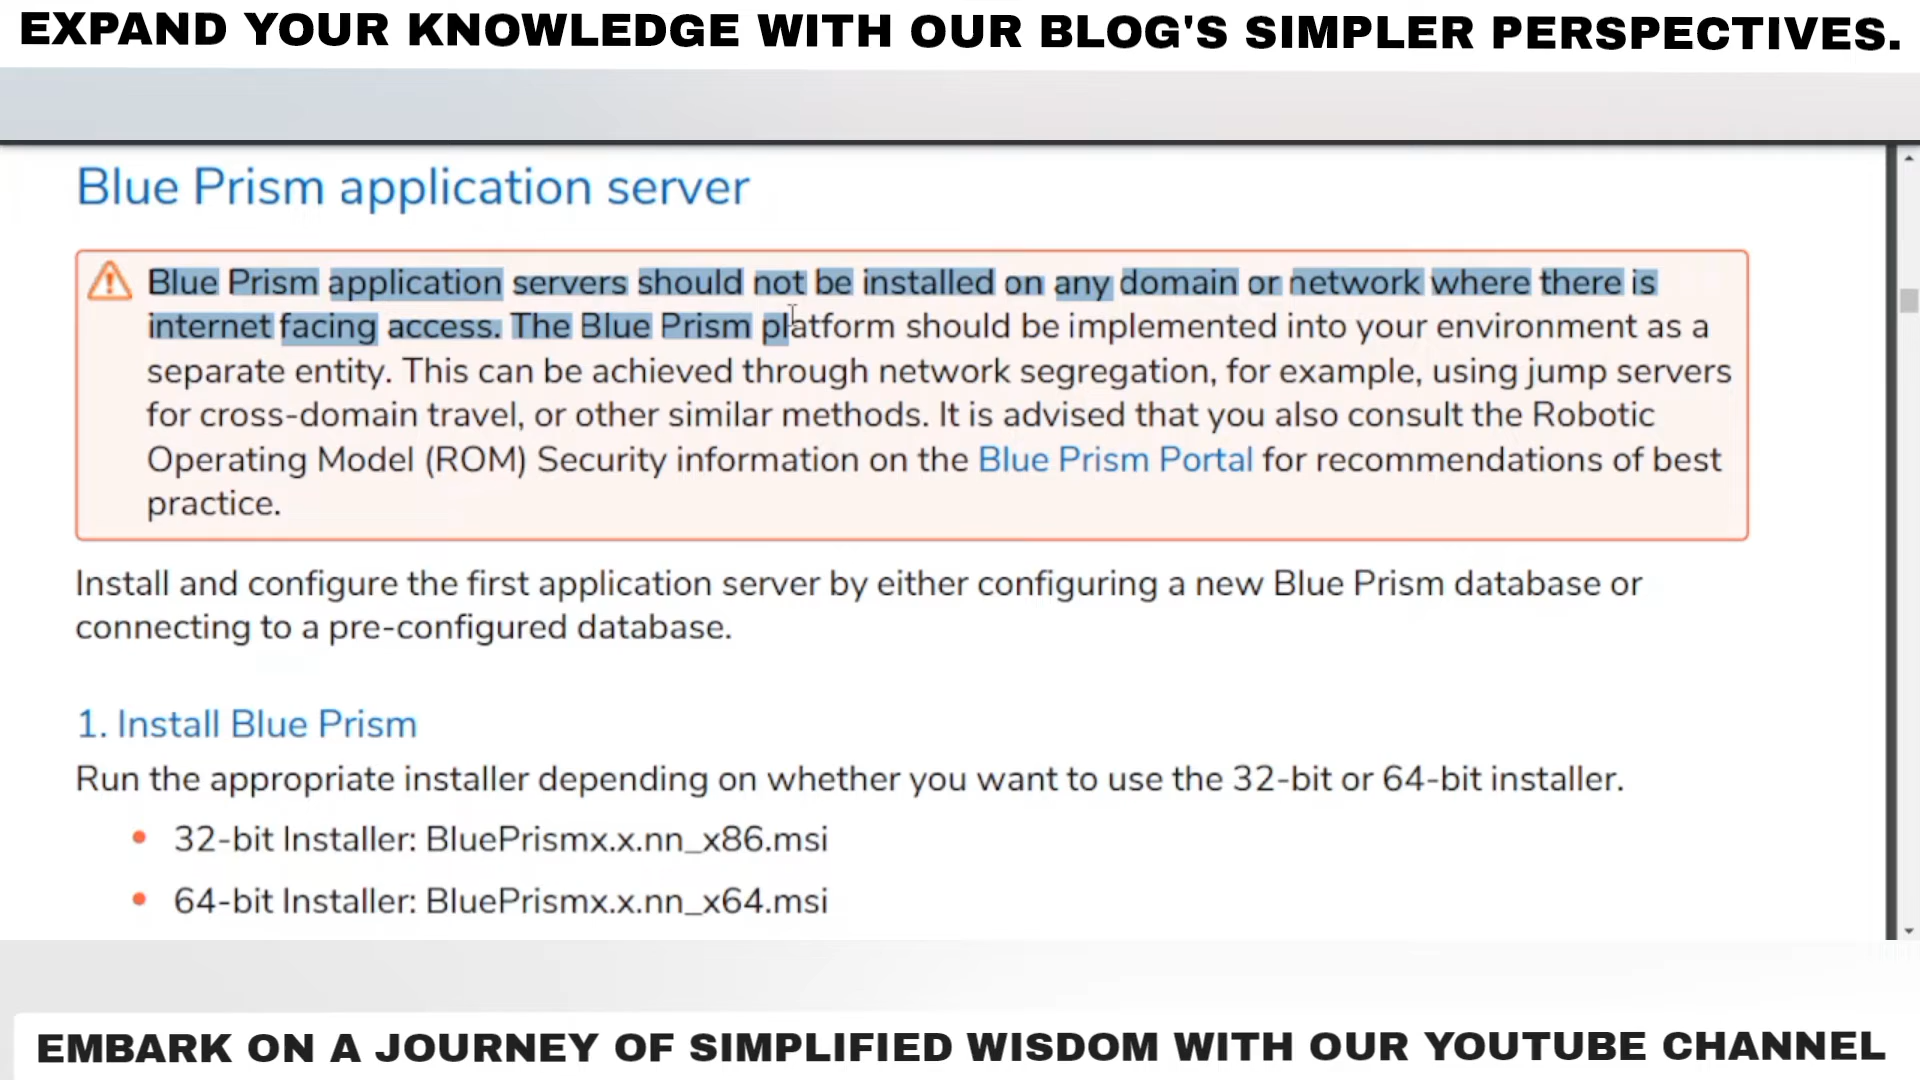 EXPAND YOUR KNOWLEDGE WITH OUR BLOG'S SIMPLER PERSPECTIVES.
Blue Prism application server
Blue Prism application servers should not be installed on any domain or network where there is
internet facing access. The Blue Prism platform should be implemented into your environment as a
separate entity. This can be achieved through network segregation, for example, using jump servers
for cross-domain travel, or other similar methods. It is advised that you also consult the Robotic
Operating Model (ROM) Security information on the Blue Prism Portal for recommendations of best
practice.
Install and configure the first application server by either configuring a new Blue Prism database or
connecting to a pre-configured database.
1. Install Blue Prism
Run the appropriate installer depending on whether you want to use the 32-bit or 64-bit installer.
• 32-bit Installer: BluePrismx.x.nn_x86.msi
• 64-bit Installer: BluePrismx.x.nn_x64.msi
EMBARK ON A JOURNEY OF SIMPLIFIED WISDOM WITH OUR YOUTUBE CHANNEL